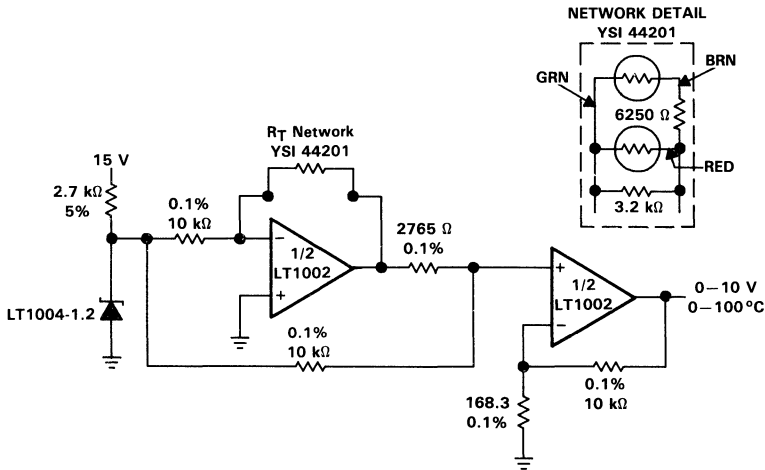 NETWORK DETAIL
YSI 44201
BRN
GRN
6250 Ω
RED
3.2 kΩ
RT Network
YSI 44201
15 V
2.7 kΩ
5%
0.1%
10 kΩ
−
1/2
LT1002
+
2765 Ω
0.1%
LT1004-1.2
0.1%
10 kΩ
+
1/2
LT1002
−
0−10 V
0−100°C
0.1%
10 kΩ
168.3
0.1%